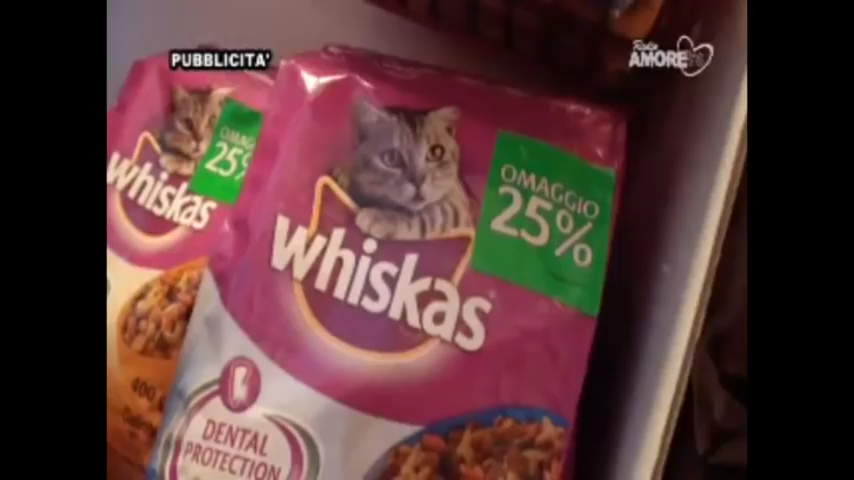 PUBBLICITA'
Radio
AMORE
OMAGGIO
25%
whiskas
OMAGGIO
25%
whiskas
400
DENTAL
PROTECTION